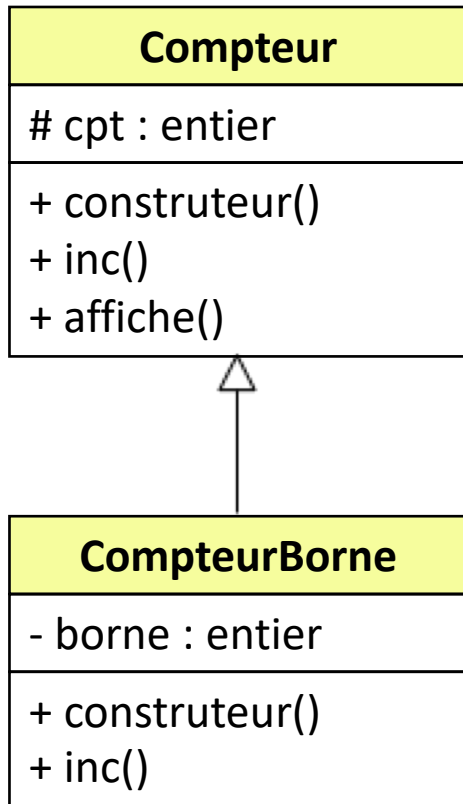 Compteur
# cpt : entier
+ construteur()
+ inc()
+ affiche()
CompteurBorne
- borne : entier
+ construteur()
+ inc()